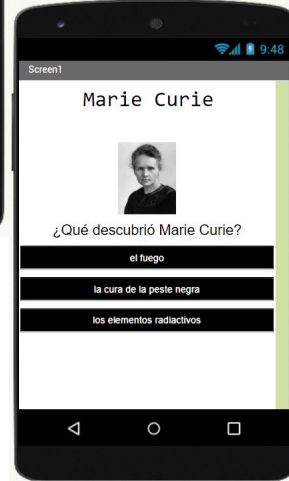 9:48
Screen1
Marie Curie
¿Qué descubrió Marie Curie?
el fuego
la cura de la peste negra
los elementos radiactivos